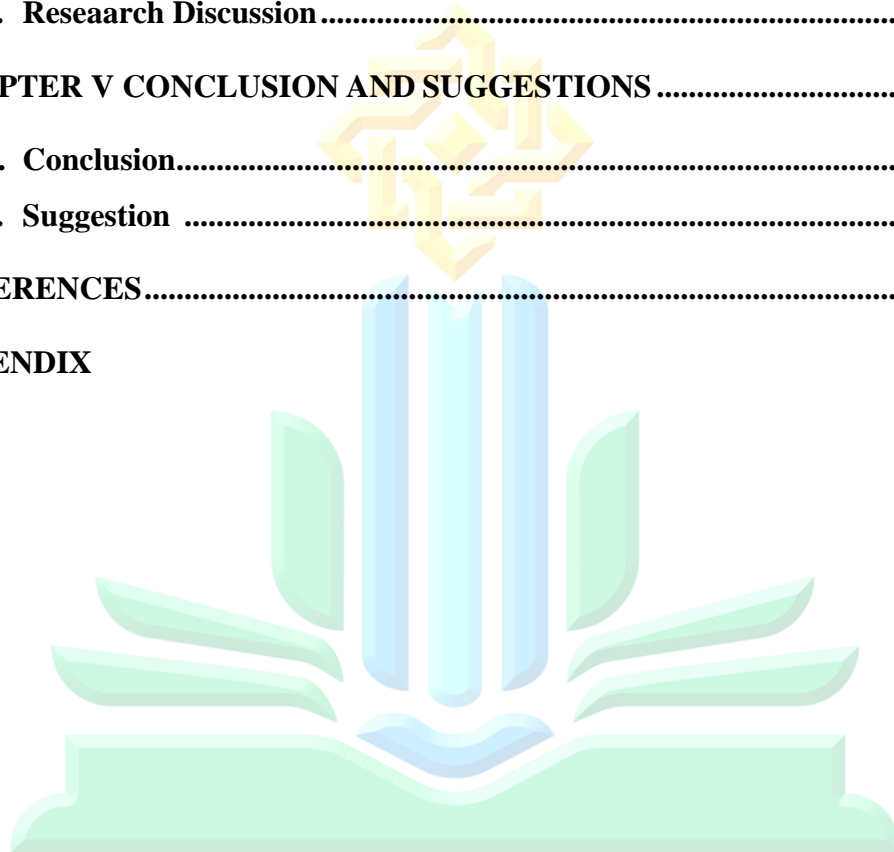 . Reseaarch Discussion................................................................................
PTER V CONCLUSION AND SUGGESTIONS..............................
. Conclusion..........................................................................................
. Suggestion .........................................................................................
ERENCES..............................................................................................
ENDIX